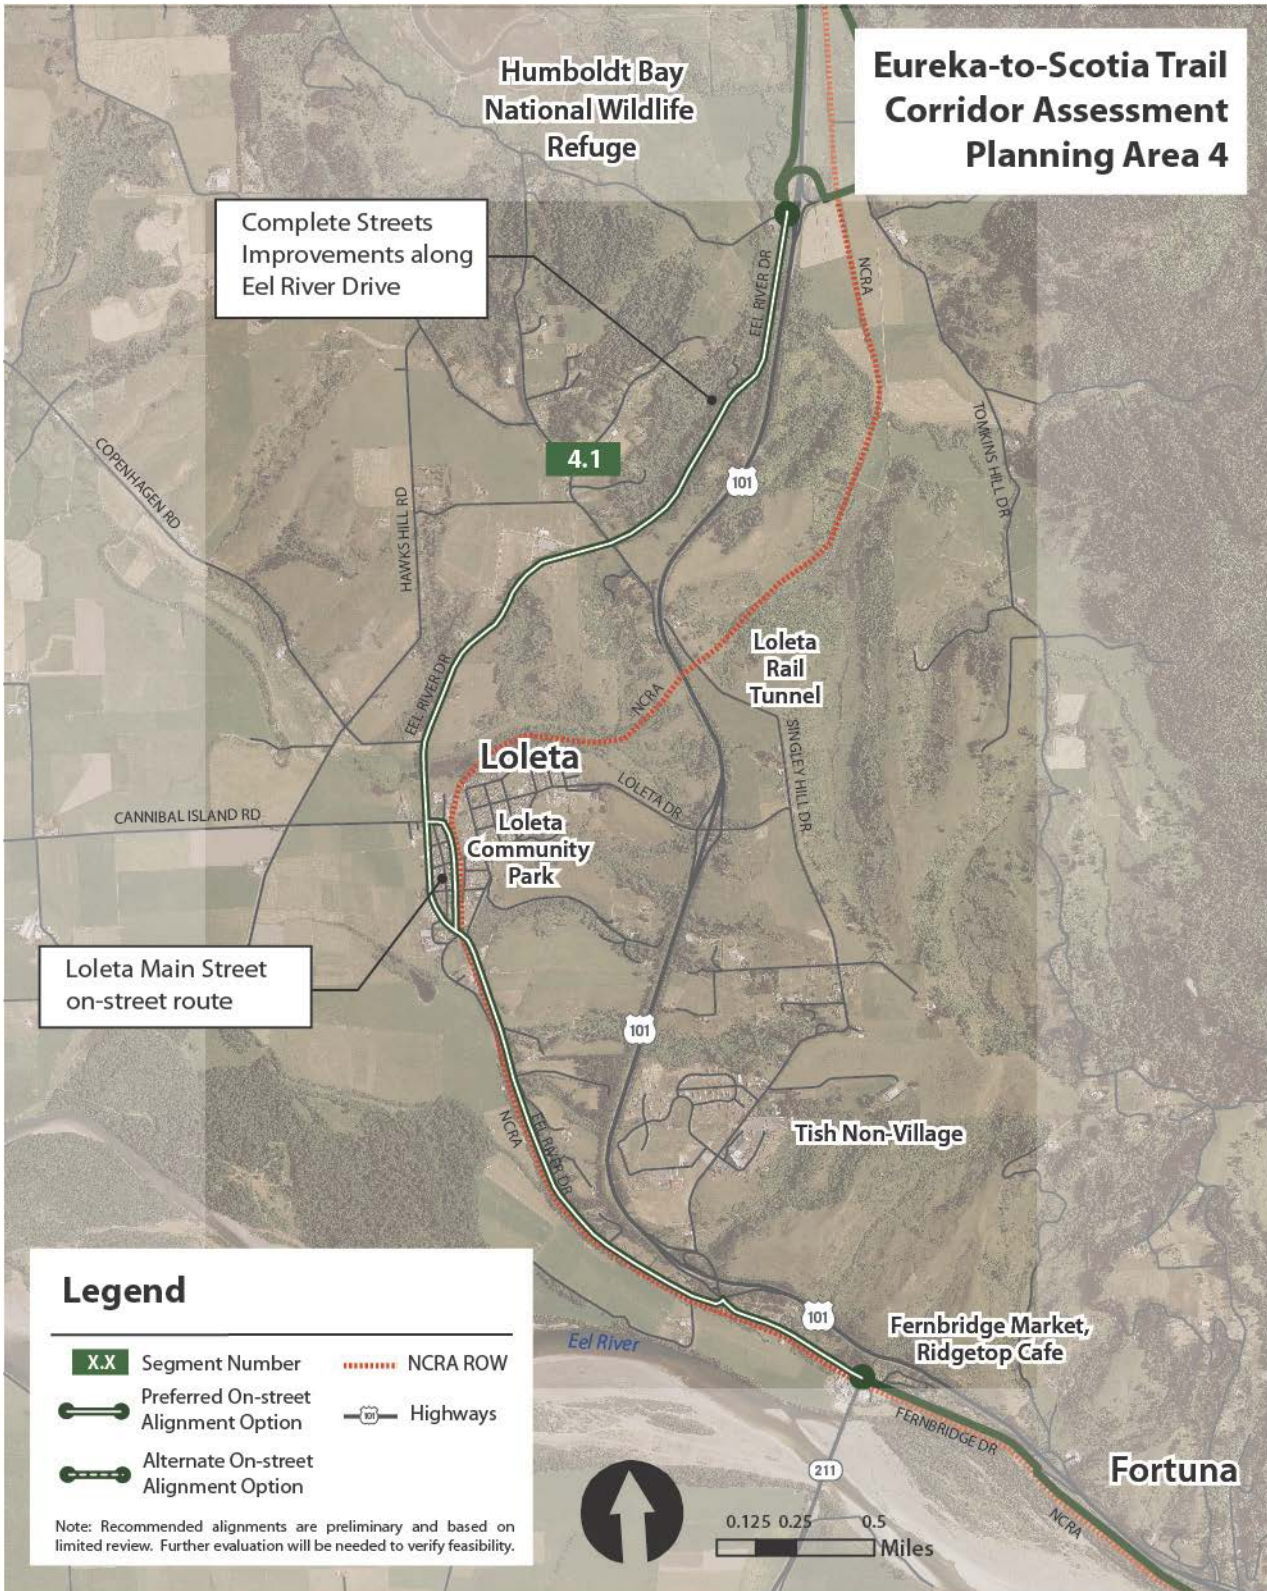 Eureka-to-Scotia Trail
Corridor Assessment
Planning Area 4
Humboldt Bay
National Wildlife
Refuge
Complete Streets
Improvements along
Eel River Drive
EEL RIVER DR
NCRA
TOMKINS HILL DR
COPENHAGEN RD
HAWKS HILL RD
4.1
101
Loleta
Rail
Tunnel
EEL RIVER DR
NCRA
SINGLEY HILL DR
Loleta
LOLETA DR
CANNIBAL ISLAND RD
Loleta
Community
Park
Loleta Main Street
on-street route
101
Tish Non-Village
NCRA
EEL RIVER DR
101
Fernbridge Market,
Ridgetop Cafe
Eel River
FERNBRIDGE DR
211
Fortuna
NCRA
Legend
X.X Segment Number
NCRA ROW
Preferred On-street
Alignment Option
101 Highways
Alternate On-street
Alignment Option
Note: Recommended alignments are preliminary and based on
limited review. Further evaluation will be needed to verify feasibility.
0.125 0.25 0.5
Miles